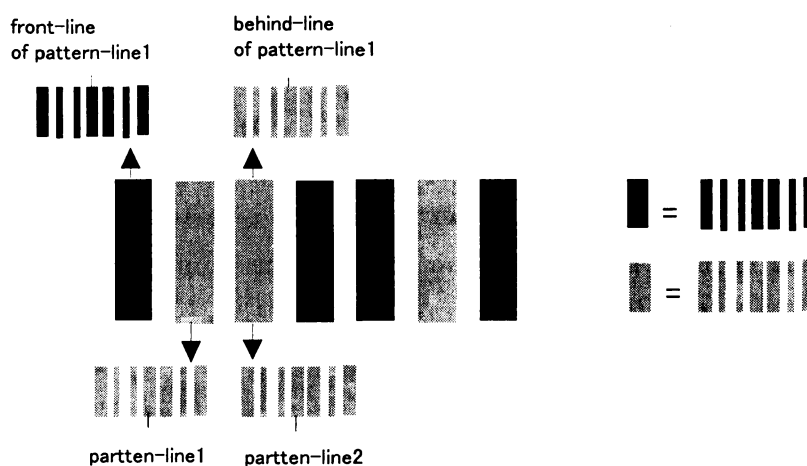 front-line
of pattern-line1
behind-line
of pattern-line1
=
=
partten-line1
partten-line2